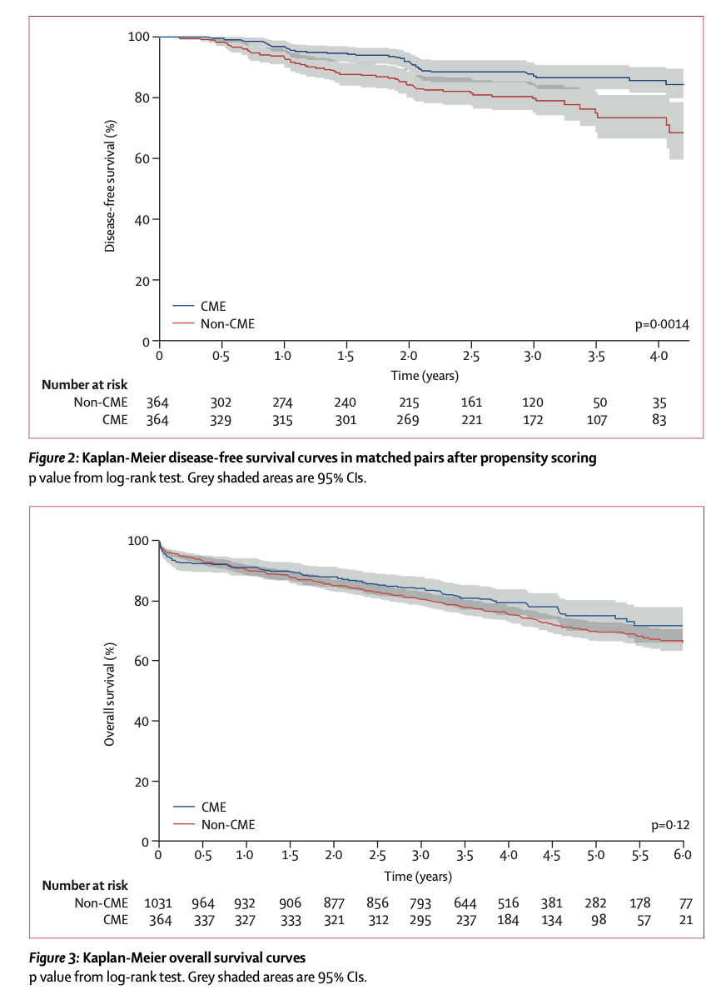 100
80
60
40
20
0
Disease-free survival (%)
CME
Non-CME
p=0·0014
0 0·5 1·0 1·5 2·0 2·5 3·0 3·5 4·0
Time (years)
Number at risk
Non-CME 364 302 274 240 215 161 120 50 35
CME 364 329 315 301 269 221 172 107 83
Figure 2: Kaplan-Meier disease-free survival curves in matched pairs after propensity scoring
p value from log-rank test. Grey shaded areas are 95% CIs.
100
80
60
40
20
0
Overall survival (%)
CME
Non-CME
p=0·12
0 0·5 1·0 1·5 2·0 2·5 3·0 3·5 4·0 4·5 5·0 5·5 6·0
Time (years)
Number at risk
Non-CME 1031 964 932 906 877 856 793 644 516 381 282 178 77
CME 364 337 327 333 321 312 295 237 184 134 98 57 21
Figure 3: Kaplan-Meier overall survival curves
p value from log-rank test. Grey shaded areas are 95% CIs.